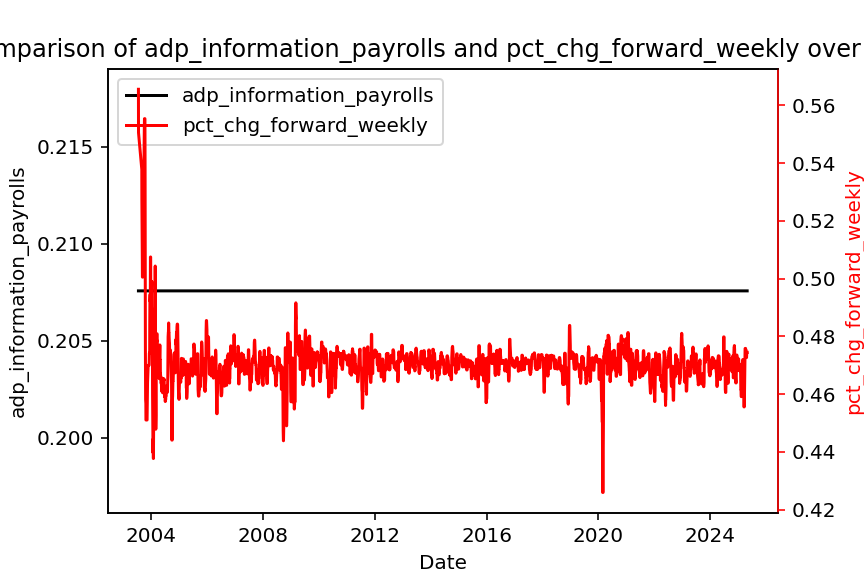 mparison of adp_information_payrolls and pct_chg_forward_weekly over
adp_information_payrolls
pct_chg_forward_weekly
adp_information_payrolls
0.215
0.210
0.205
0.200
0.56
0.54
0.52
0.50
0.48
0.46
0.44
0.42
pct_chg_forward_weekly
2004 2008 2012 2016 2020 2024
Date